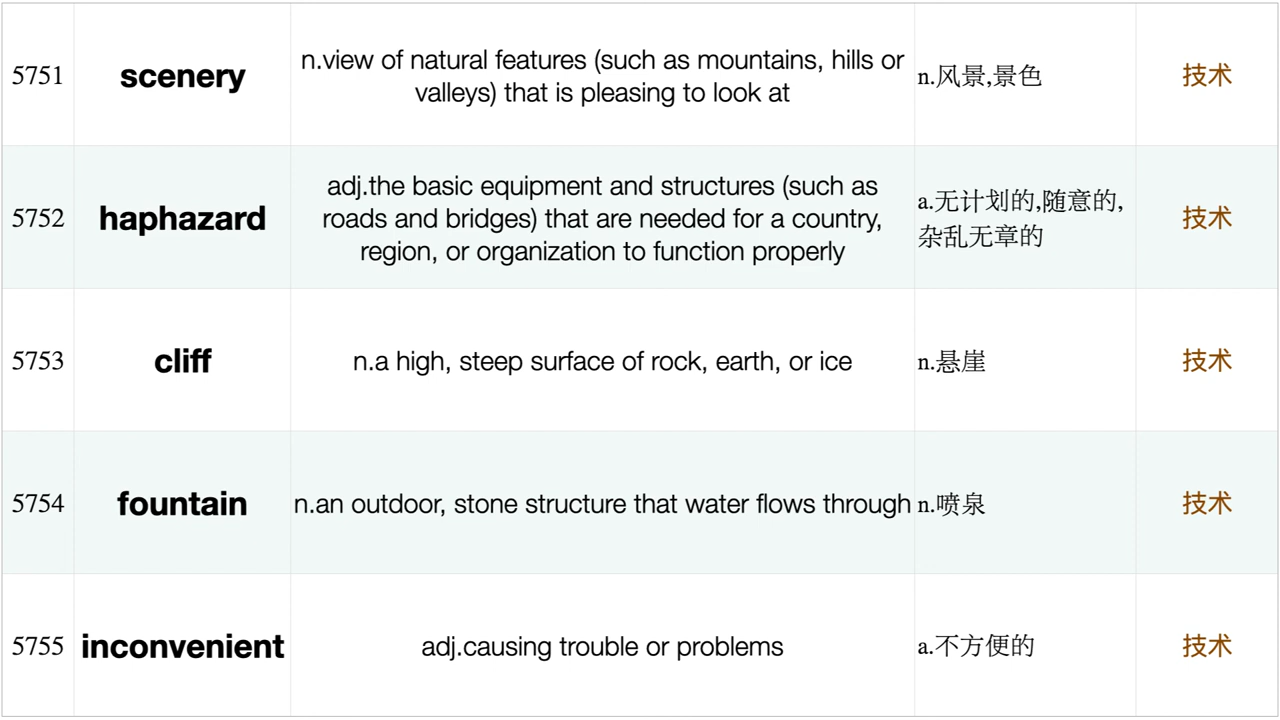 5751 scenery n.view of natural features (such as mountains, hills or
valleys) that is pleasing to look at n.风景,景色 技术
5752 haphazard adj.the basic equipment and structures (such as
roads and bridges) that are needed for a country,
region, or organization to function properly a.无计划的,随意的,
杂乱无章的 技术
5753 cliff n.a high, steep surface of rock, earth, or ice n.悬崖 技术
5754 fountain n.an outdoor, stone structure that water flows through n.喷泉 技术
5755 inconvenient adj.causing trouble or problems a.不方便的 技术